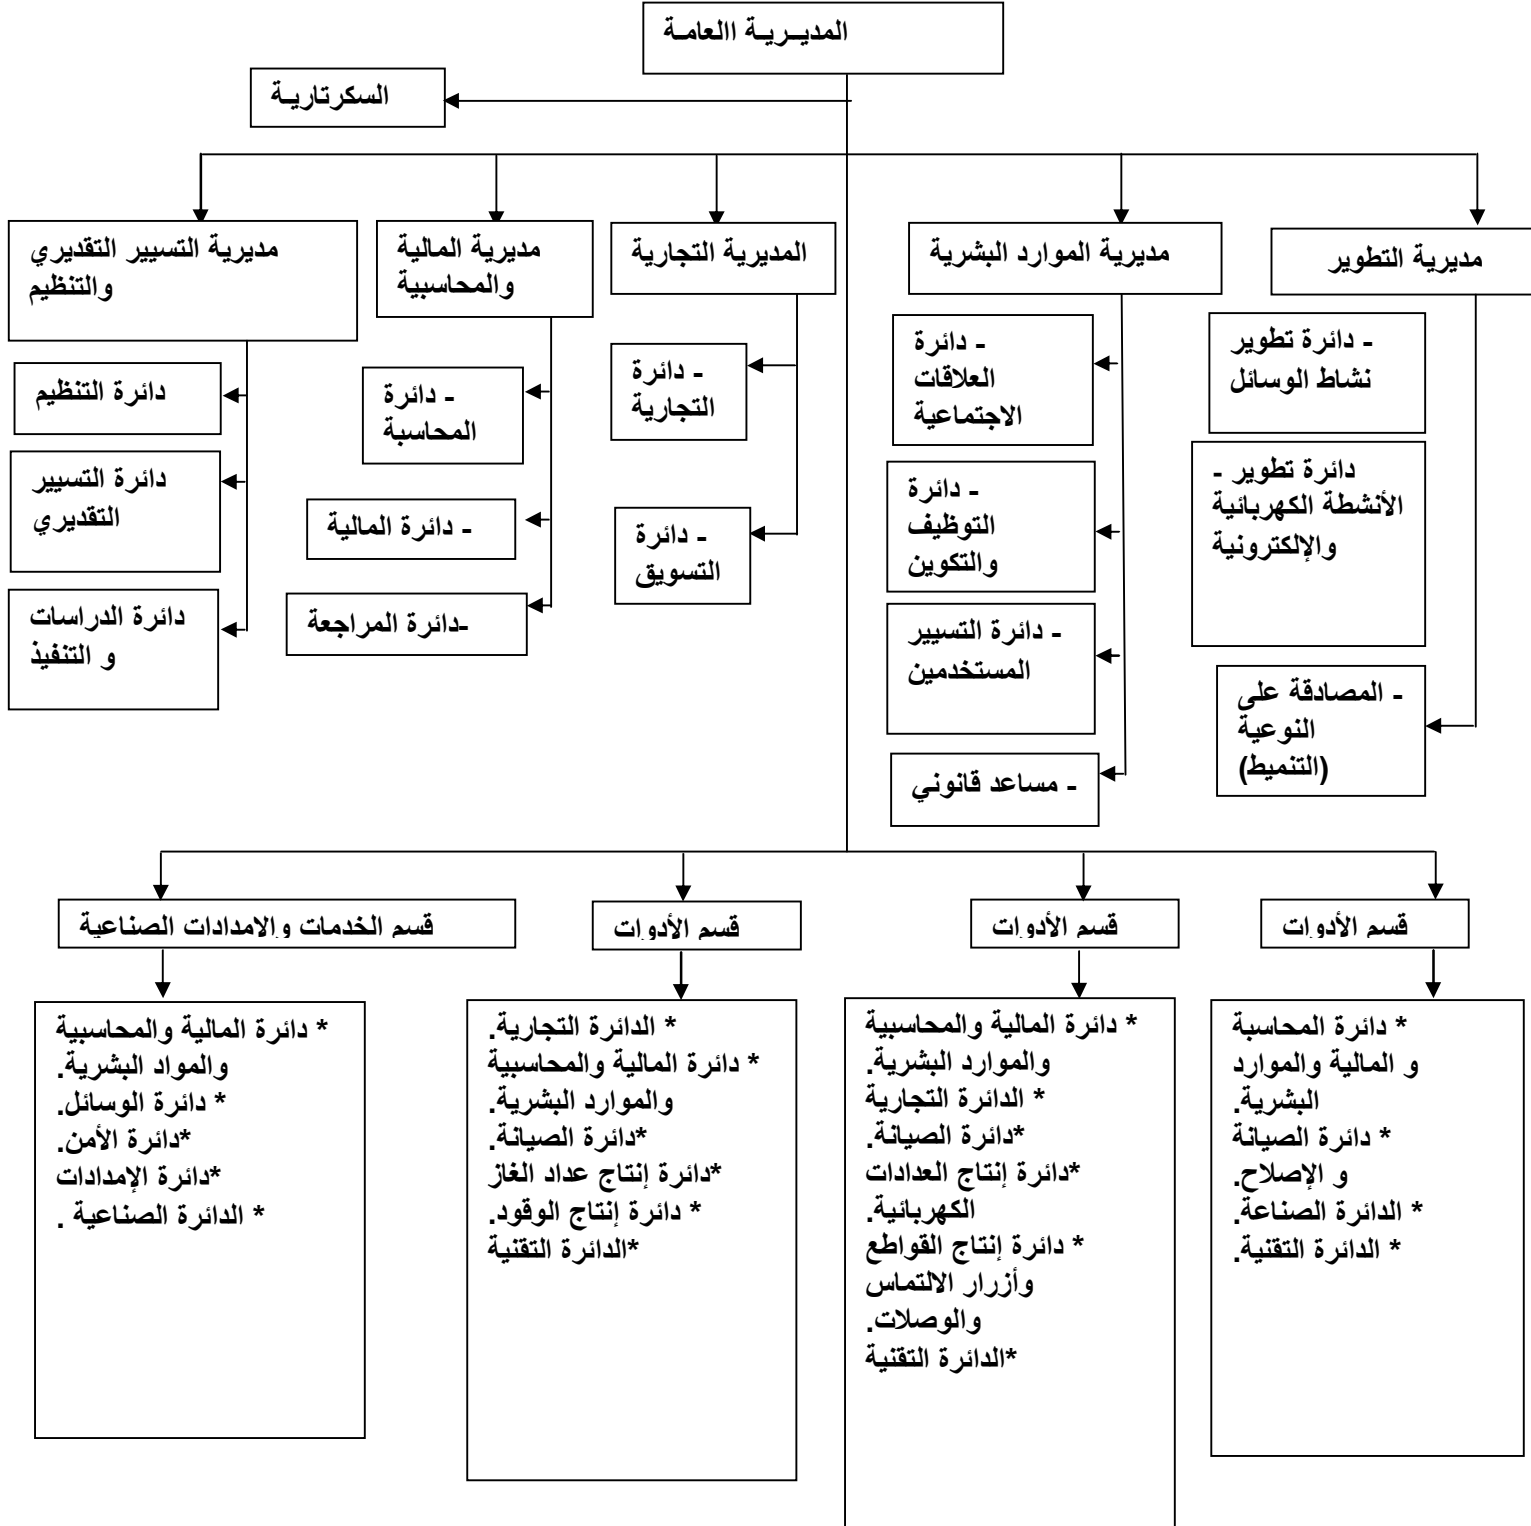 المديـــريـة االعامـة
السكرتاريـة
مديرية التطوير
مديرية الموارد البشرية
المديرية التجارية
مديرية المالية
والمحاسبية
مديرية التسيير التقديري
والتنظيم
- دائرة تطوير
نشاط الوسائل
دائرة تطوير -
الأنشطة الكهربائية
والإلكترونية
- المصادقة على
النوعية
(التنميط)
- دائرة
العلاقات
الاجتماعية
- دائرة
التوظيف
والتكوين
- دائرة التسيير
المستخدمين
- مساعد قانوني
- دائرة
التجارية
- دائرة
التسويق
- دائرة
المحاسبة
- دائرة المالية
-دائرة المراجعة
دائرة التنظيم
دائرة التسيير
التقديري
دائرة الدراسات
و التنفيذ
قسم الأدوات
قسم الأدوات
قسم الأدوات
قسم الخدمات والامدادات الصناعية
* دائرة المحاسبة
و المالية والموارد
البشرية.
* دائرة الصيانة
و الإصلاح.
* الدائرة الصناعة.
* الدائرة التقنية.
* دائرة المالية والمحاسبية
والموارد البشرية.
* الدائرة التجارية
*دائرة الصيانة.
*دائرة إنتاج العدادات
الكهربائية.
* دائرة إنتاج القواطع
وأزرار الالتماس
والوصلات.
*الدائرة التقنية
* الدائرة التجارية.
* دائرة المالية والمحاسبية
والموارد البشرية.
*دائرة الصيانة.
*دائرة إنتاج عداد الغاز
* دائرة إنتاج الوقود.
*الدائرة التقنية
* دائرة المالية والمحاسبية
والمواد البشرية.
* دائرة الوسائل.
*دائرة الأمن.
*دائرة الإمدادات
* الدائرة الصناعية .